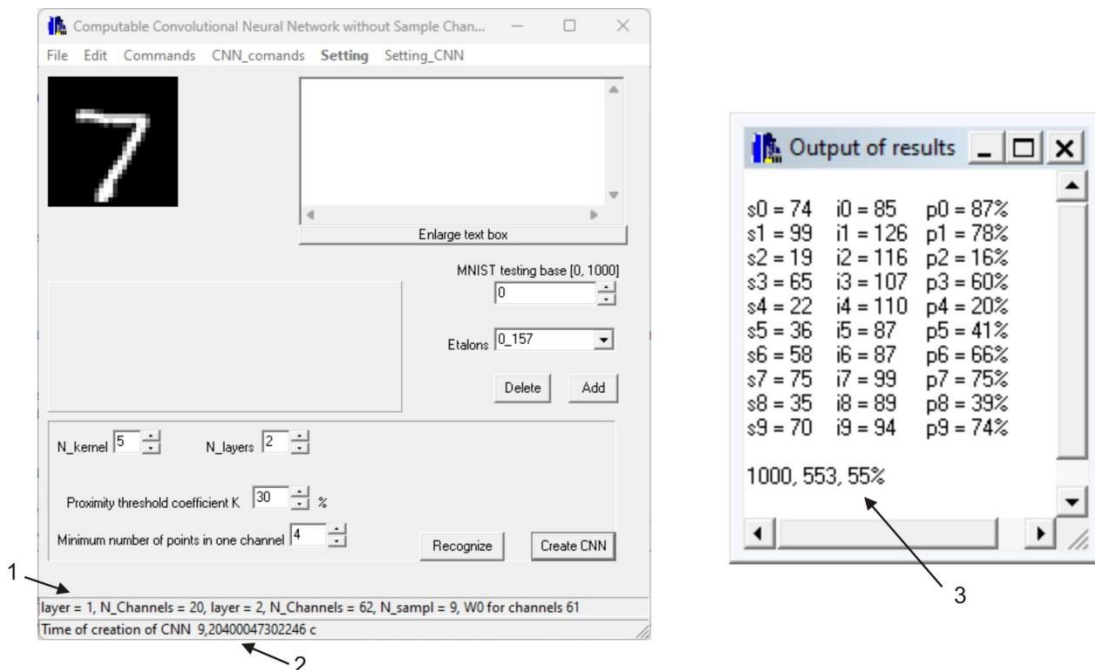 Computable Convolutional Neural Network without Sample Chan...
File Edit Commands CNN_comands Setting Setting_CNN
Enlarge text box
MNIST testing base [0, 1000]
0
Etalons 0_157
Delete Add
N_kernel 5 N_layers 2
Proximity threshold coefficient K 30 %
Minimum number of points in one channel 4
Recognize Create CNN
1
layer = 1, N_Channels = 20, layer = 2, N_Channels = 62, N_sampl = 9, W0 for channels 61
Time of creation of CNN 9,20400047302246 c
2
Output of results
s0 = 74 i0 = 85 p0 = 87%
s1 = 99 i1 = 126 p1 = 78%
s2 = 19 i2 = 116 p2 = 16%
s3 = 65 i3 = 107 p3 = 60%
s4 = 22 i4 = 110 p4 = 20%
s5 = 36 i5 = 87 p5 = 41%
s6 = 58 i6 = 87 p6 = 66%
s7 = 75 i7 = 99 p7 = 75%
s8 = 35 i8 = 89 p8 = 39%
s9 = 70 i9 = 94 p9 = 74%
1000, 553, 55%
3
7